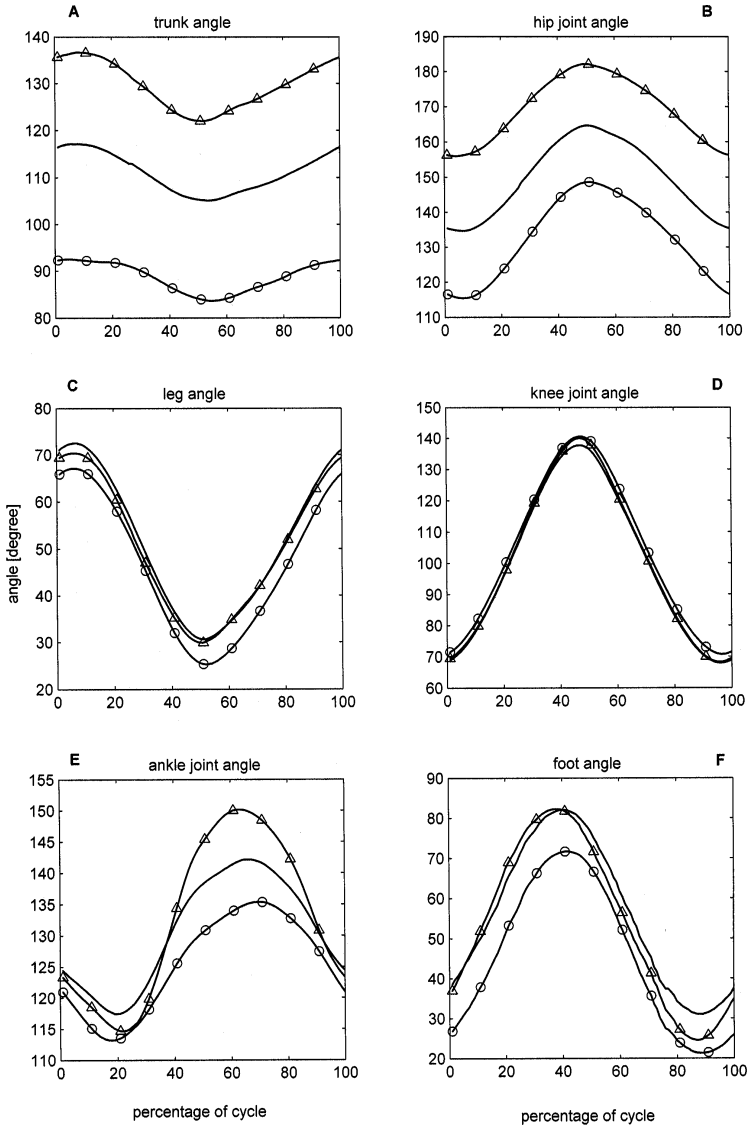 A
trunk angle
140
130
120
110
100
90
80
0 20 40 60 80 100
B
hip joint angle
190
180
170
160
150
140
130
120
110
0 20 40 60 80 100
C
leg angle
80
70
60
50
40
30
20
0 20 40 60 80 100
angle [degree]
D
knee joint angle
150
140
130
120
110
100
90
80
70
60
0 20 40 60 80 100
E
ankle joint angle
155
150
145
140
135
130
125
120
115
110
0 20 40 60 80 100
percentage of cycle
F
foot angle
90
80
70
60
50
40
30
20
0 20 40 60 80 100
percentage of cycle